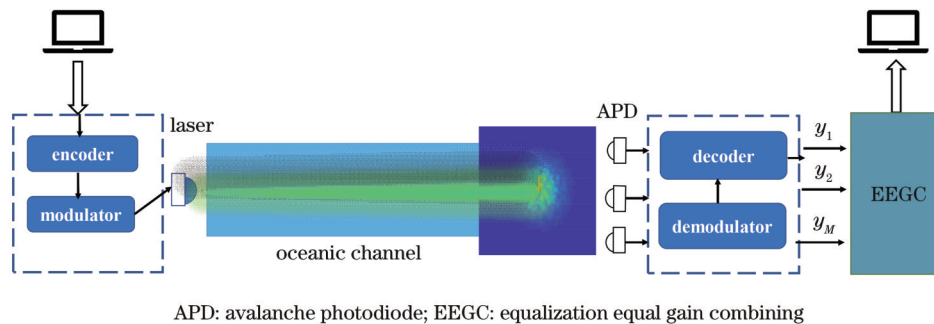 laser
encoder
modulator
oceanic channel
APD
decoder
demodulator
y1
y2
yM
EEGC
APD: avalanche photodiode; EEGC: equalization equal gain combining